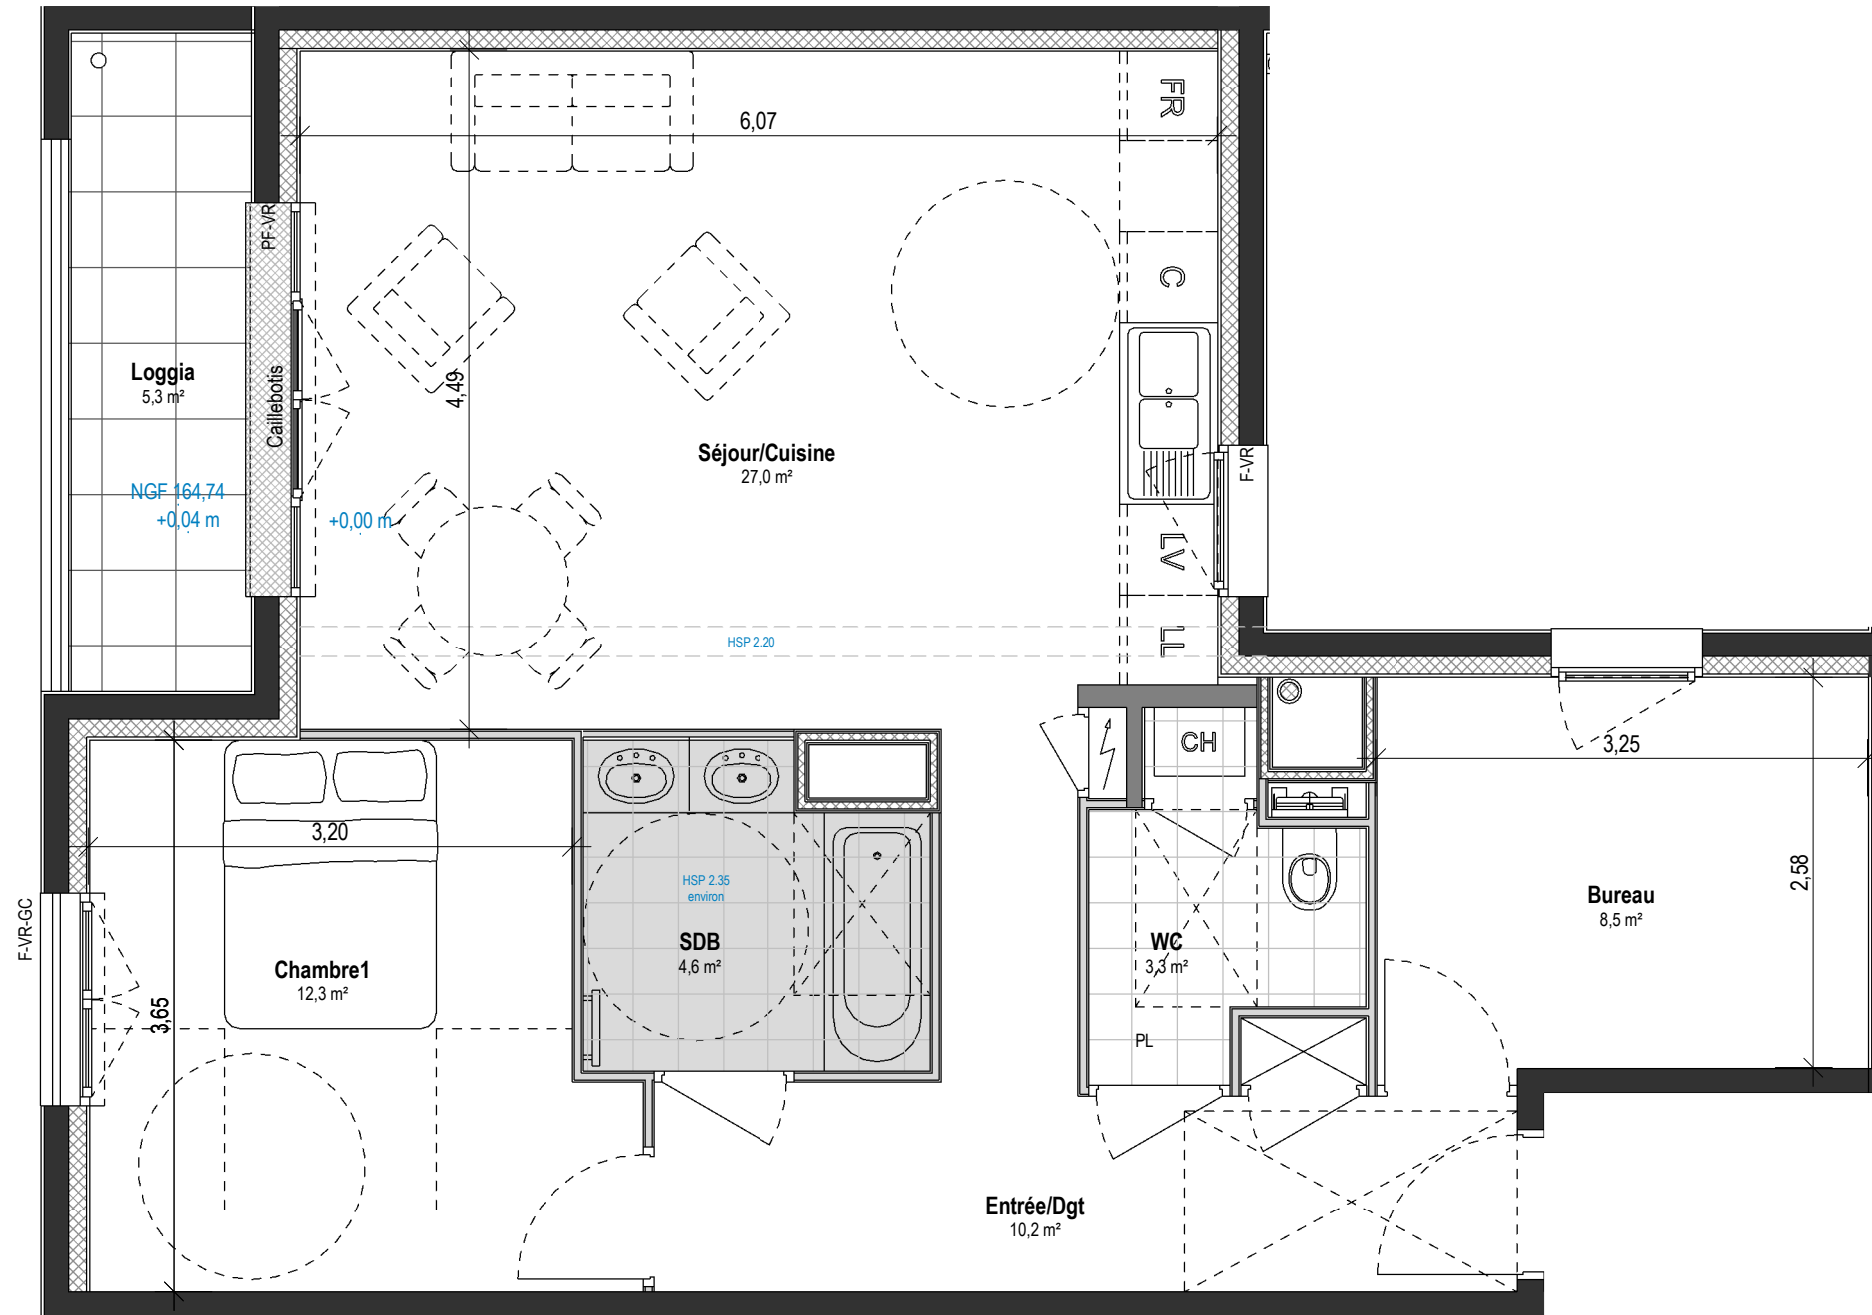 FR
6,07
PF-VR
C
Loggia
5,3 m²
Caillebotis
4,49
Séjour/Cuisine
27,0 m²
F-VR
NGF 164,74
+0,04 m
+0,00 m
LV
HSP 2.20
LL
CH
3,25
3,20
HSP 2.35
environ
2,58
Bureau
8,5 m²
F-VR-GC
SDB
4,6 m²
WC
3,3 m²
Chambre1
12,3 m²
3,65
PL
Entrée/Dgt
10,2 m²